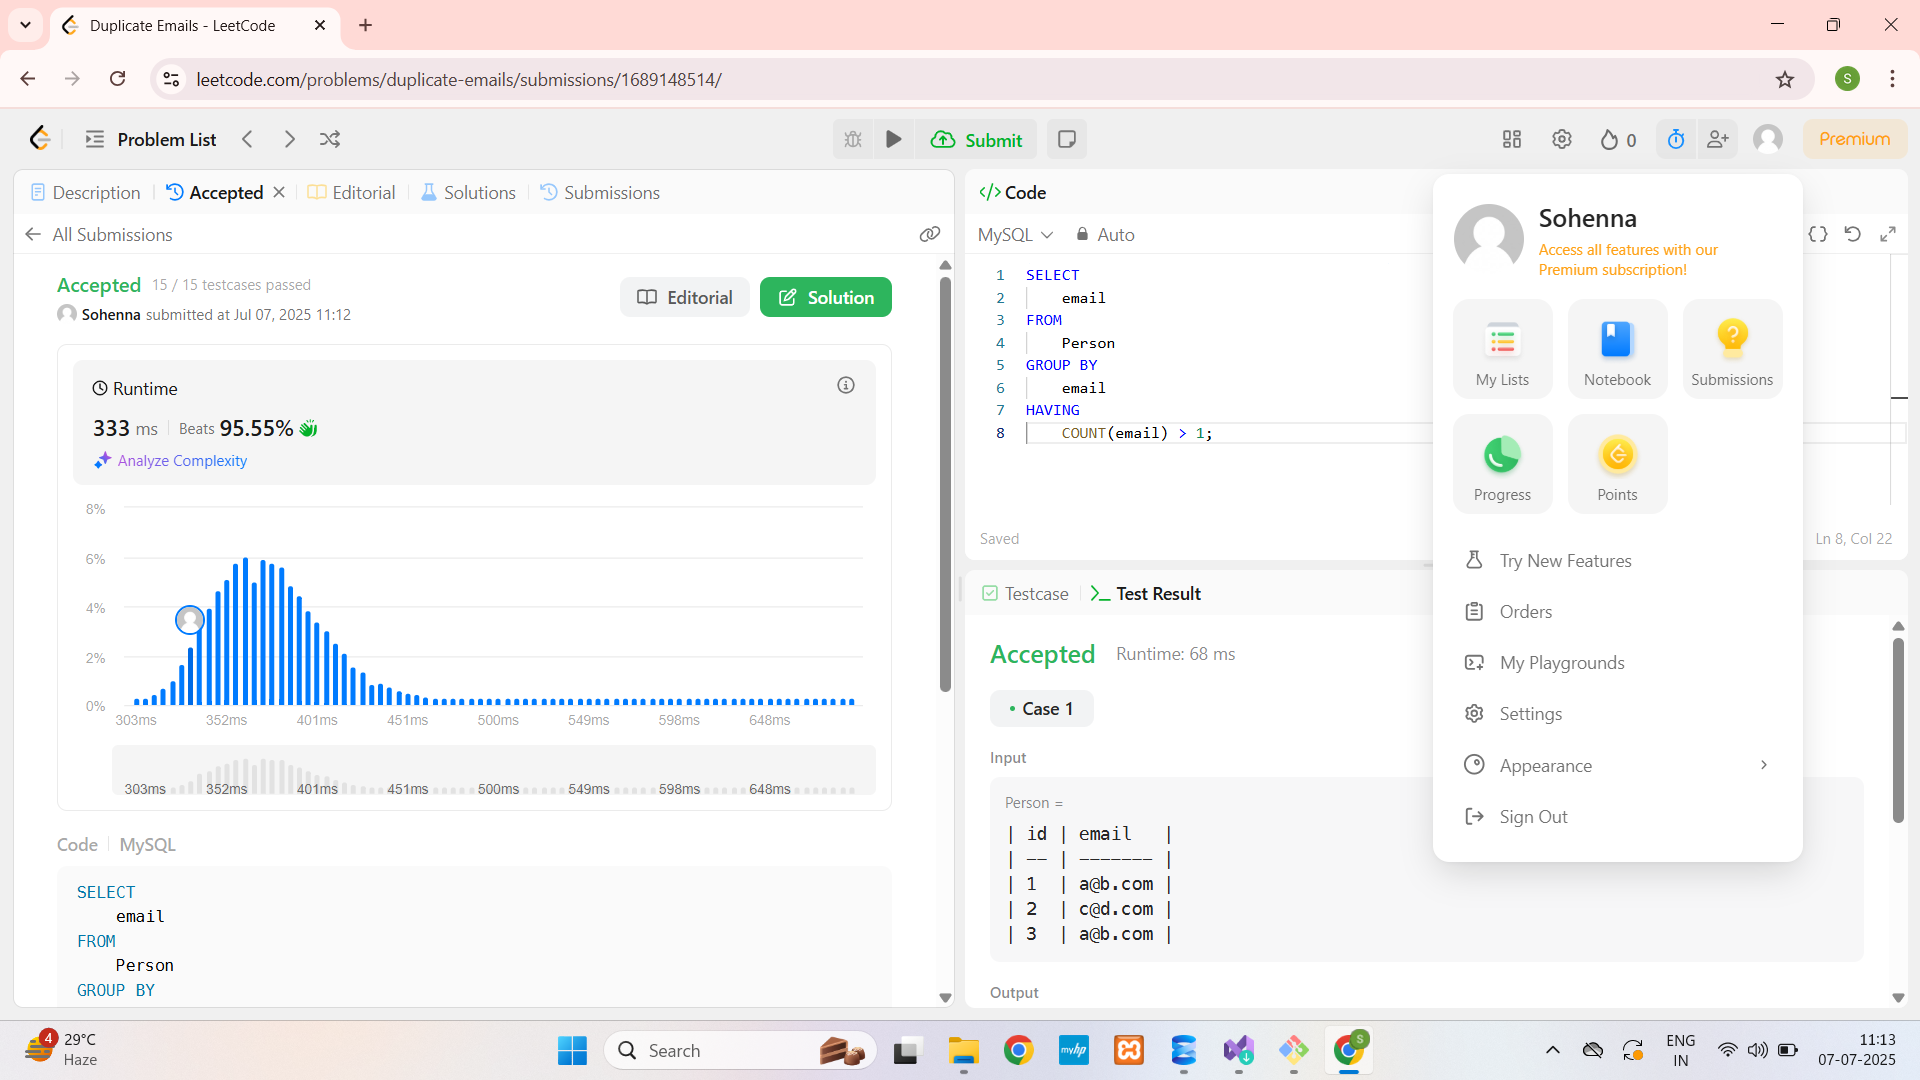 Duplicate Emails - LeetCode
leetcode.com/problems/duplicate-emails/submissions/1689148514/
S
Problem List
Submit
0
Premium
Description
Accepted
Editorial
Solutions
Submissions
All Submissions
Accepted 15 / 15 testcases passed
Sohenna submitted at Jul 07, 2025 11:12
Editorial
Solution
Runtime
333 ms Beats 95.55%
Analyze Complexity
8%
6%
4%
2%
0%
303ms 352ms 401ms 451ms 500ms 549ms 598ms 648ms
303ms 352ms 401ms 451ms 500ms 549ms 598ms 648ms
Code MySQL
SELECT
email
FROM
Person
GROUP BY
</> Code
MySQL Auto
1 SELECT
2 email
3 FROM
4 Person
5 GROUP BY
6 email
7 HAVING
8 COUNT(email) > 1;
Saved
Ln 8, Col 22
Testcase
Test Result
Accepted Runtime: 68 ms
Case 1
Input
Person =
| id | email |
| -- | ------- |
| 1 | a@b.com |
| 2 | c@d.com |
| 3 | a@b.com |
Output
Sohenna
Access all features with our
Premium subscription!
My Lists
Notebook
Submissions
Progress
Points
Try New Features
Orders
My Playgrounds
Settings
Appearance
Sign Out
4
29°C
Haze
Search
myhp
S
ENG
IN
11:13
07-07-2025